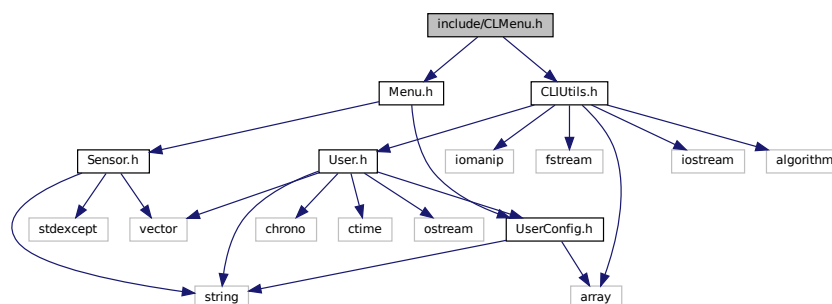 include/CLMenu.h
Menu.h
CLIUtils.h
Sensor.h
User.h
iomanip
fstream
iostream
algorithm
stdexcept
vector
chrono
ctime
ostream
UserConfig.h
string
array